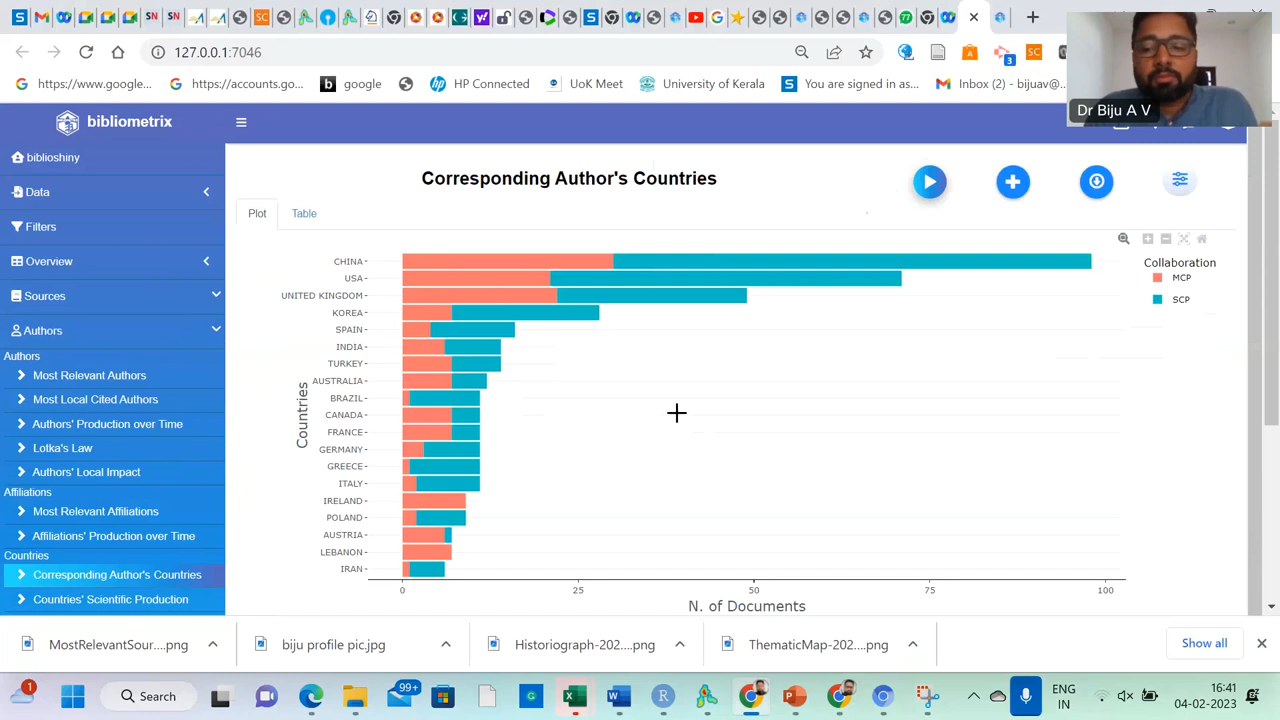 127.0.0.1:7046
3
SC
Dr Biju A V
https://www.google...
https://accounts.go...
google
HP Connected
UoK Meet
University of Kerala
You are signed in as...
Inbox (2) - bijuav@...
bibliometrix
biblioshiny
Data
Filters
Overview
Sources
Authors
Authors
Most Relevant Authors
Most Local Cited Authors
Authors' Production over Time
Lotka's Law
Authors' Local Impact
Affiliations
Most Relevant Affiliations
Affiliations' Production over Time
Countries
Corresponding Author's Countries
Countries' Scientific Production
Corresponding Author's Countries
Plot
Table
Collaboration
MCP
SCP
Countries
CHINA
USA
UNITED KINGDOM
KOREA
SPAIN
INDIA
TURKEY
AUSTRALIA
BRAZIL
CANADA
FRANCE
GERMANY
GREECE
ITALY
IRELAND
POLAND
AUSTRIA
LEBANON
IRAN
0 25 50 75 100
N. of Documents
MostRelevantSour....png
biju profile pic.jpg
Historiograph-202....png
ThematicMap-202....png
Show all
1
Search
99+
ENG
IN
16:41
04-02-2023